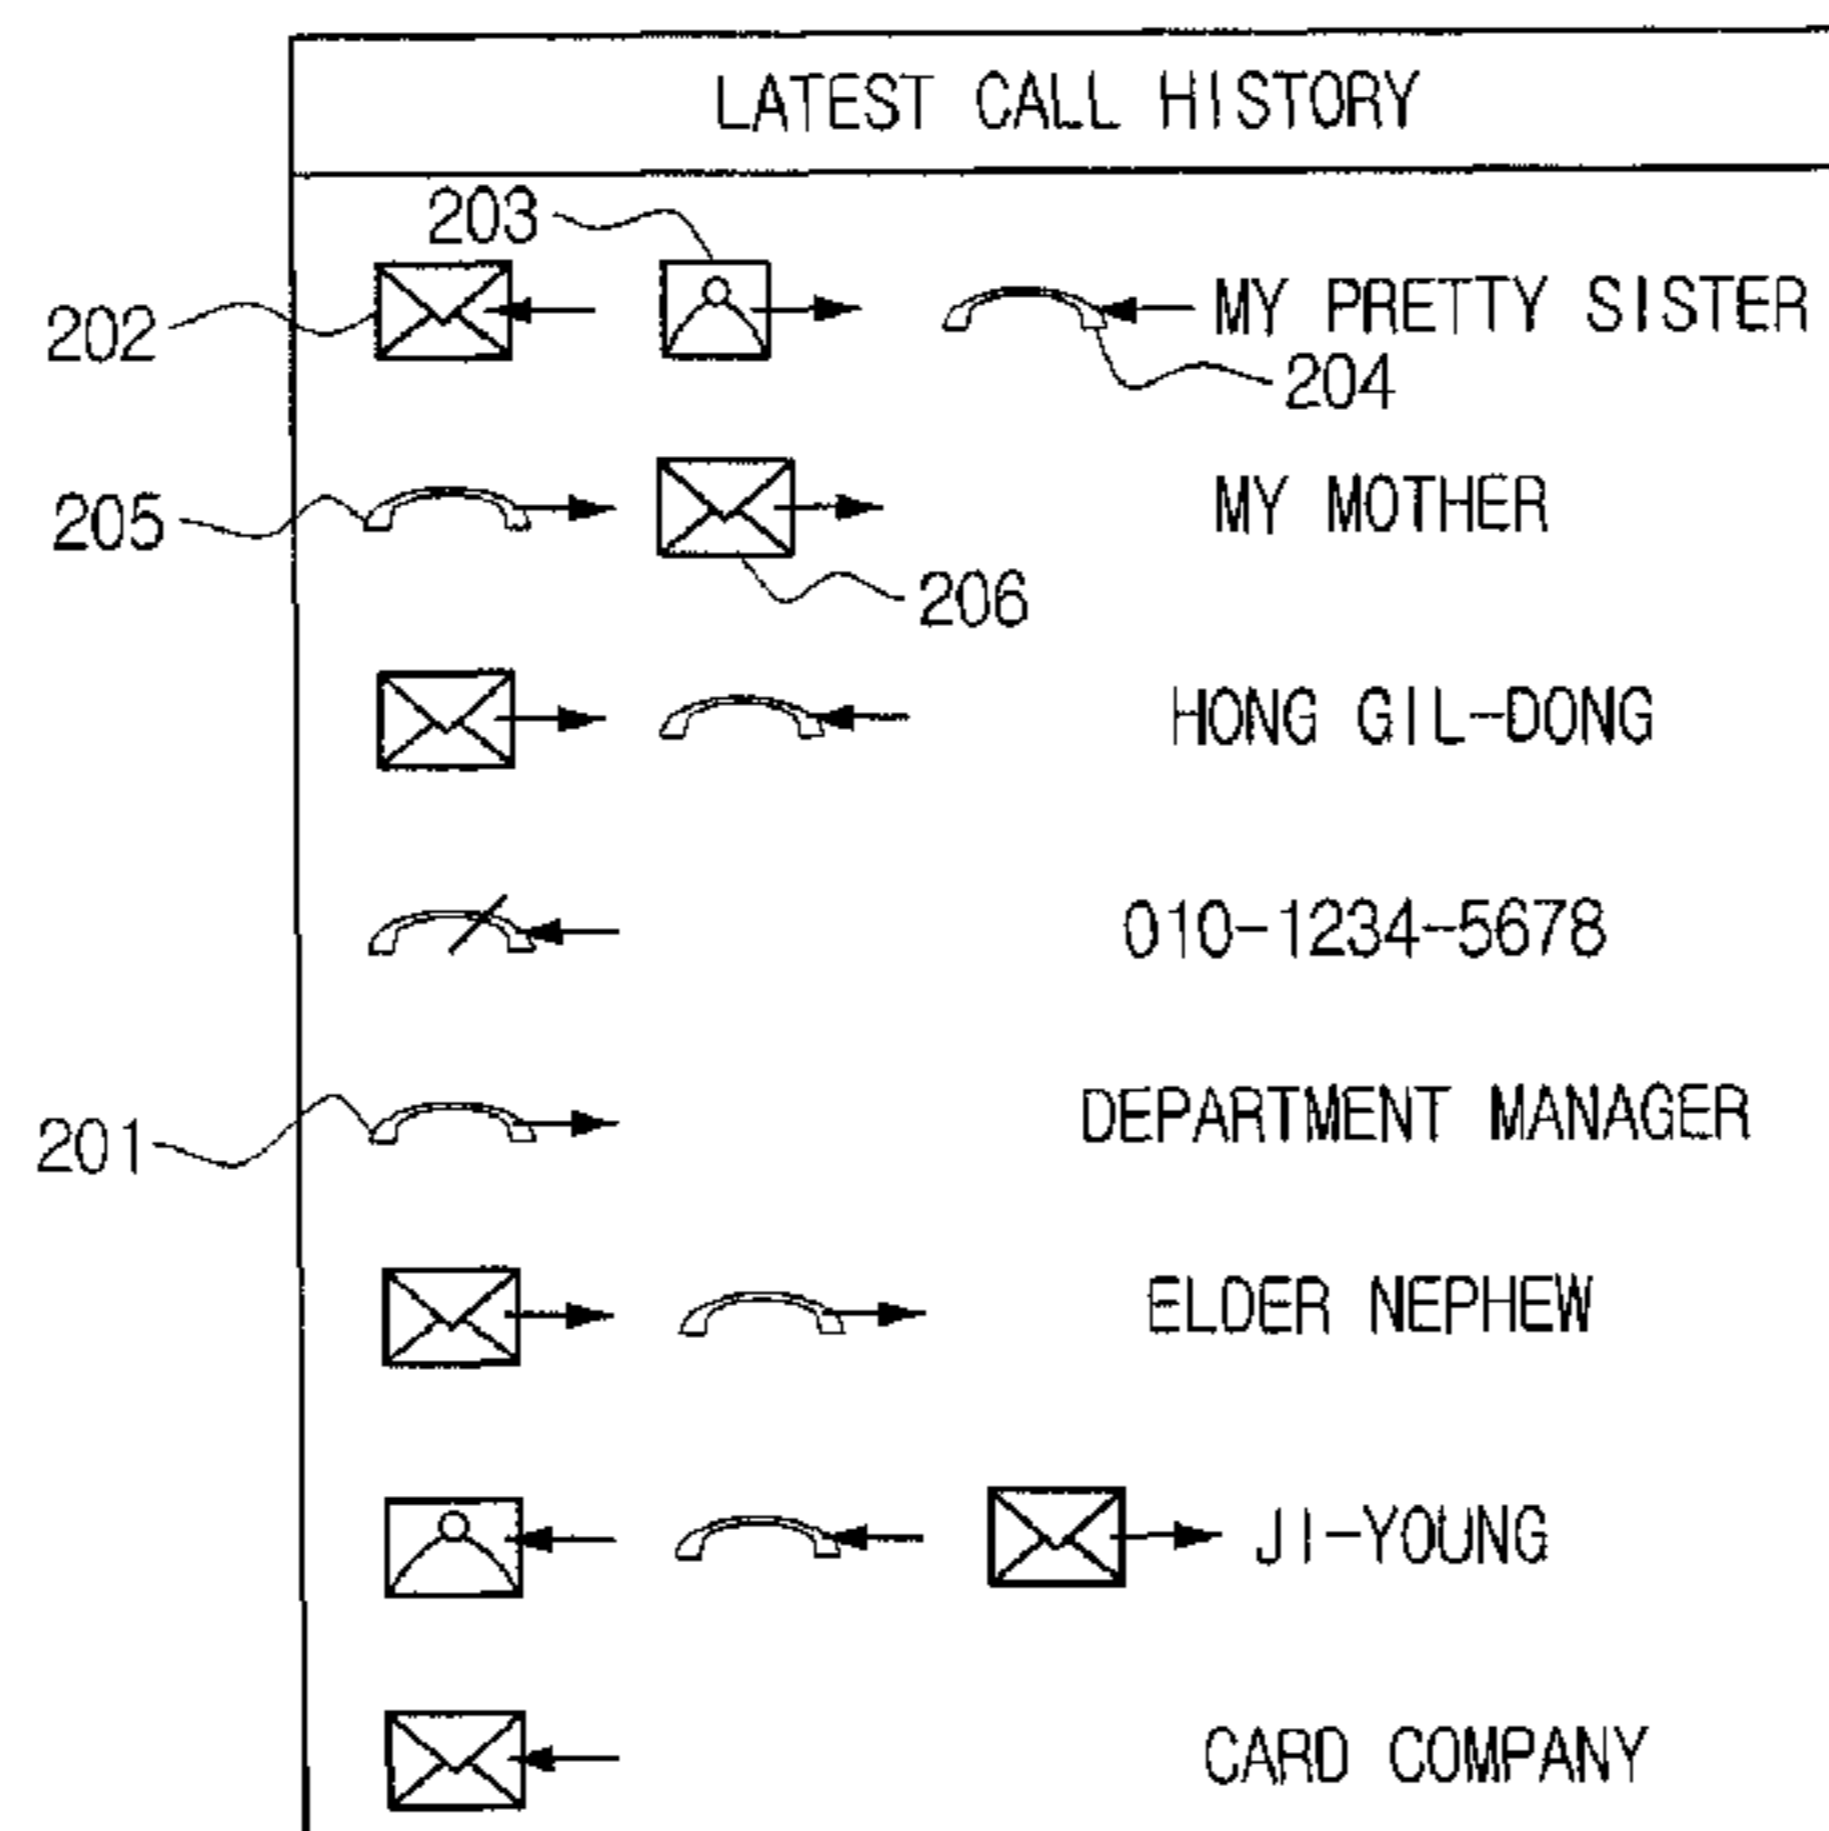 LATEST CALL HISTORY
203
202
MY PRETTY SISTER
204
205
MY MOTHER
206
HONG GIL-DONG
010-1234-5678
201
DEPARTMENT MANAGER
ELDER NEPHEW
JI-YOUNG
CARD COMPANY